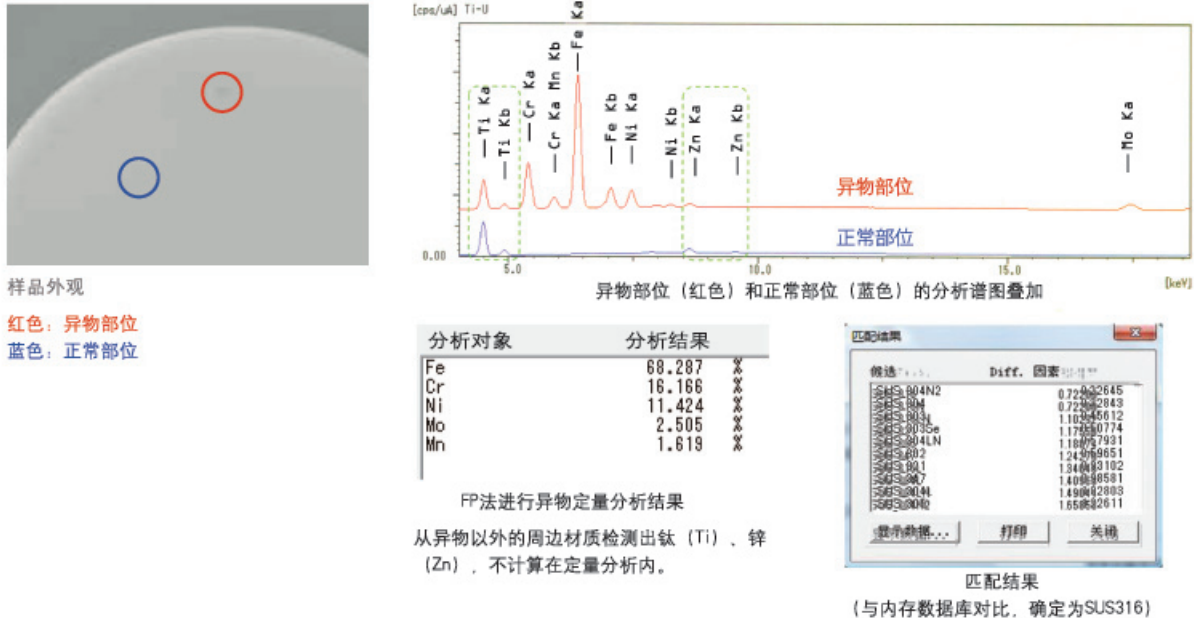 [cps/uA] Ti-U
Ti Ka
Ti Kb
Cr Ka
Cr Ka Mn Kb
Fe Ka
Fe Kb
Ni Ka
Ni Kb
Zn Ka
Zn Kb
Mo Ka
异物部位
正常部位
0.00
5.0
10.0
15.0
[keV]
异物部位（红色）和正常部位（蓝色）的分析谱图叠加
样品外观
红色：异物部位
蓝色：正常部位
分析对象 分析结果
Fe 68.287 %
Cr 16.166 %
Ni 11.424 %
Mo 2.505 %
Mn 1.619 %
FP法进行异物定量分析结果
从异物以外的周边材质检测出钛（Ti）、锌
（Zn），不计算在定量分析内。
匹配结果
候选 Diff. 因素
打印
关闭
匹配结果
（与内存数据库对比，确定为SUS316）